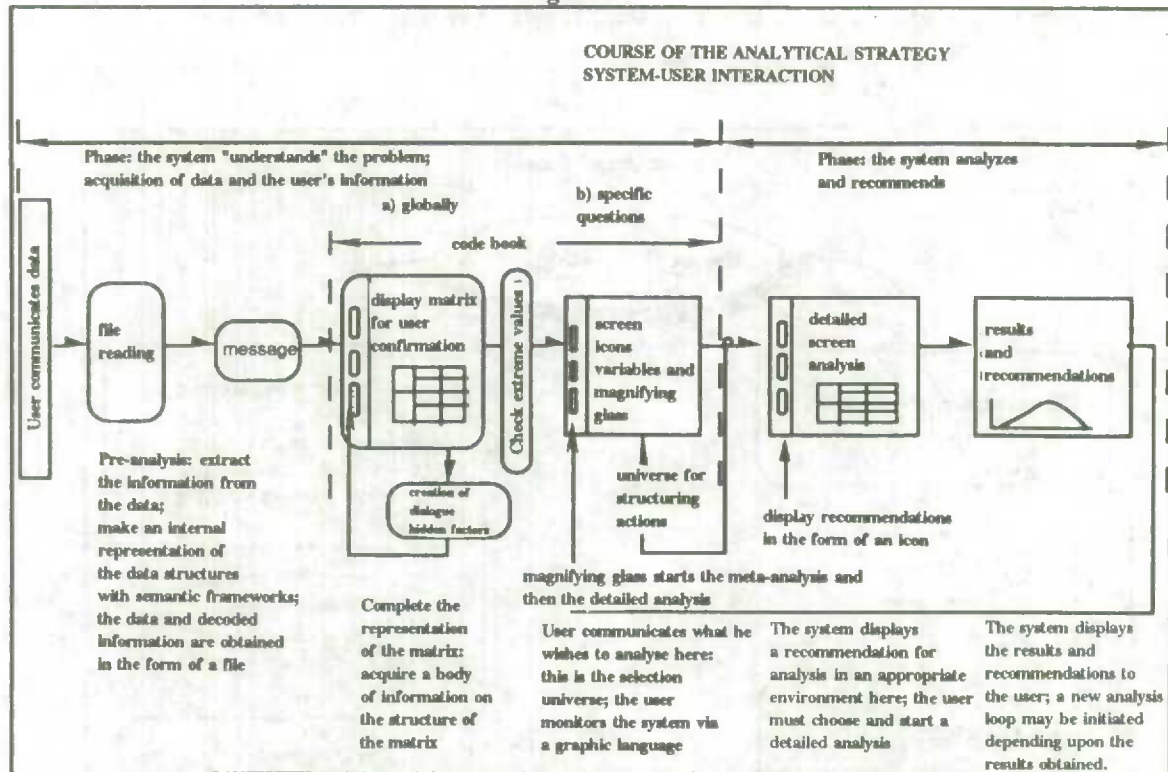 COURSE OF THE ANALYTICAL STRATEGY
SYSTEM-USER INTERACTION
Phase: the system "understands" the problem;
acquisition of data and the user's information
a) globally
b) specific
questions
Phase: the system analyzes
and recommends
code book
User communicates data
file
reading
message
display matrix
for user
confirmation
creation of
dialogue
hidden factors
Check extreme values
screen
icons
variables and
magnifying
glass
universe for
structuring
actions
detailed
screen
analysis
results
and
recommendations
display recommendations
in the form of an icon
magnifying glass starts the meta-analysis and
then the detailed analysis
Pre-analysis: extract
the information from
the data;
make an internal
representation of
the data structures
with semantic frameworks;
the data and decoded
information are obtained
in the form of a file
Complete the
representation
of the matrix:
acquire a body
of information on
the structure of
the matrix
User communicates what he
wishes to analyse here:
this is the selection
universe; the user
monitors the system via
a graphic language
The system displays
a recommendation for
analysis in an appropriate
environment here; the user
must choose and start a
detailed analysis
The system displays
the results and
recommendations to
the user; a new analysis
loop may be initiated
depending upon the
results obtained.